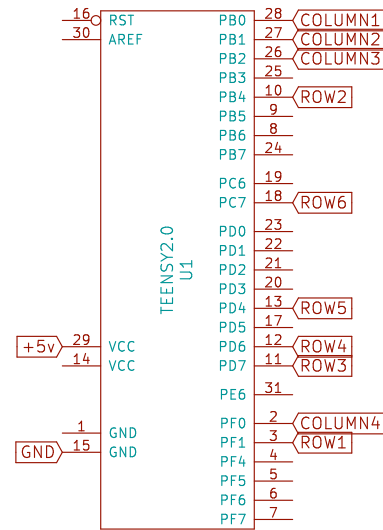 16 RST PB0 28 COLUMN1
30 AREF PB1 27 COLUMN2
PB2 26 COLUMN3
PB3 25
PB4 10 ROW2
PB5 9
PB6 8
PB7 24
PC6 19
PC7 18 ROW6
PD0 23
PD1 22
PD2 21
PD3 20
PD4 13 ROW5
PD5 17
+5v 29 VCC PD6 12 ROW4
14 VCC PD7 11 ROW3
PE6 31
PF0 2 COLUMN4
1 GND PF1 3 ROW1
GND 15 GND PF4 4
PF5 5
PF6 6
PF7 7
TEENSY2.0
U1